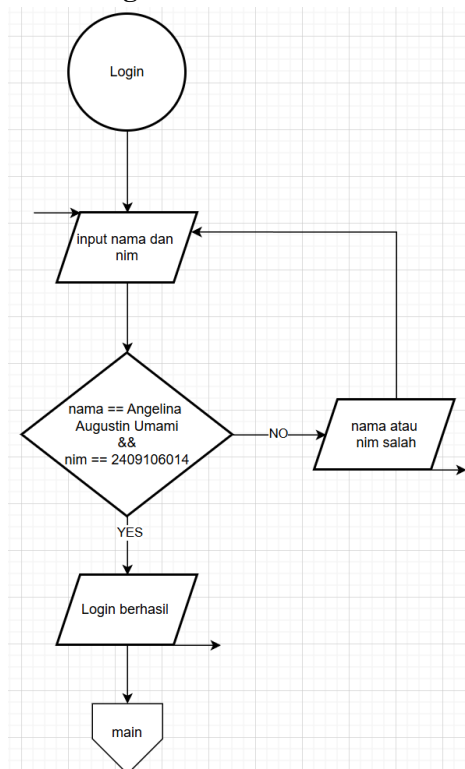 Login
input nama dan
nim
nama == Angelina
Augustin Umami
&&
nim == 2409106014
NO
nama atau
nim salah
YES
Login berhasil
main